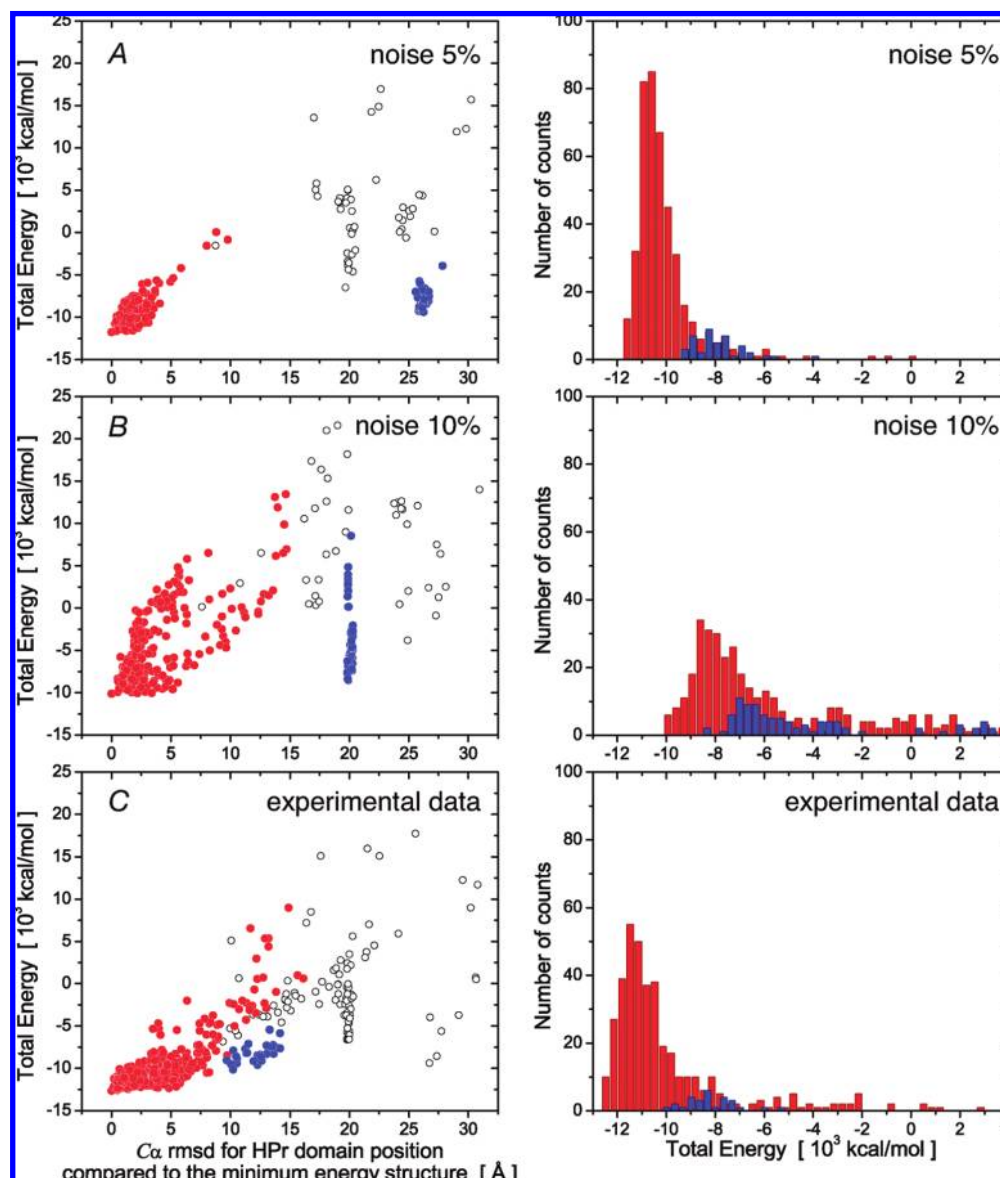 A noise 5%
Total Energy [ 10³ kcal/mol ]
25
20
15
10
5
0
-5
-10
-15
0 5 10 15 20 25 30
noise 5%
Number of counts
100
80
60
40
20
0
-12 -10 -8 -6 -4 -2 0 2
B noise 10%
Total Energy [ 10³ kcal/mol ]
25
20
15
10
5
0
-5
-10
-15
0 5 10 15 20 25 30
noise 10%
Number of counts
100
80
60
40
20
0
-12 -10 -8 -6 -4 -2 0 2
C experimental data
Total Energy [ 10³ kcal/mol ]
25
20
15
10
5
0
-5
-10
-15
0 5 10 15 20 25 30
Cα rmsd for HPr domain position
compared to the minimum energy structure [ Å ]
experimental data
Number of counts
100
80
60
40
20
0
-12 -10 -8 -6 -4 -2 0 2
Total Energy [ 10³ kcal/mol ]